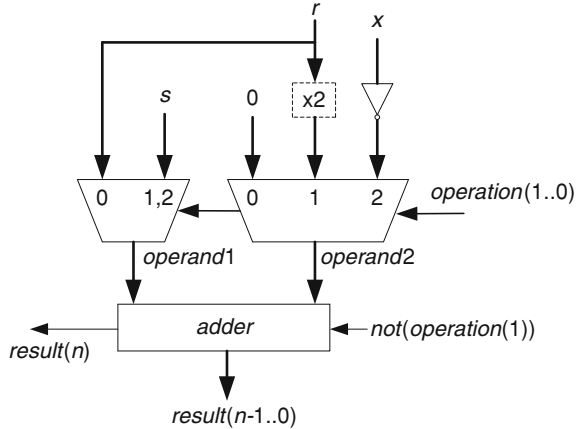 r
x
s
0
x2
0
1,2
0
1
2
operation(1..0)
operand1
operand2
adder
not(operation(1))
result(n)
result(n-1..0)